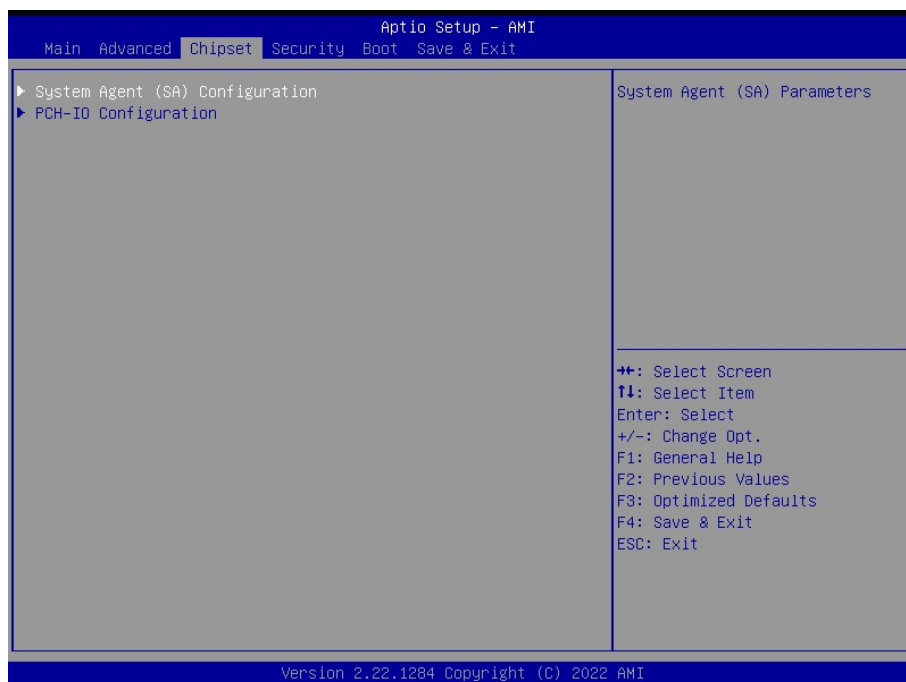 Aptio Setup – AMI
Main Advanced Chipset Security Boot Save & Exit
▶ System Agent (SA) Configuration
▶ PCH-IO Configuration
System Agent (SA) Parameters
→←: Select Screen
↑↓: Select Item
Enter: Select
+/-: Change Opt.
F1: General Help
F2: Previous Values
F3: Optimized Defaults
F4: Save & Exit
ESC: Exit
Version 2.22.1284 Copyright (C) 2022 AMI